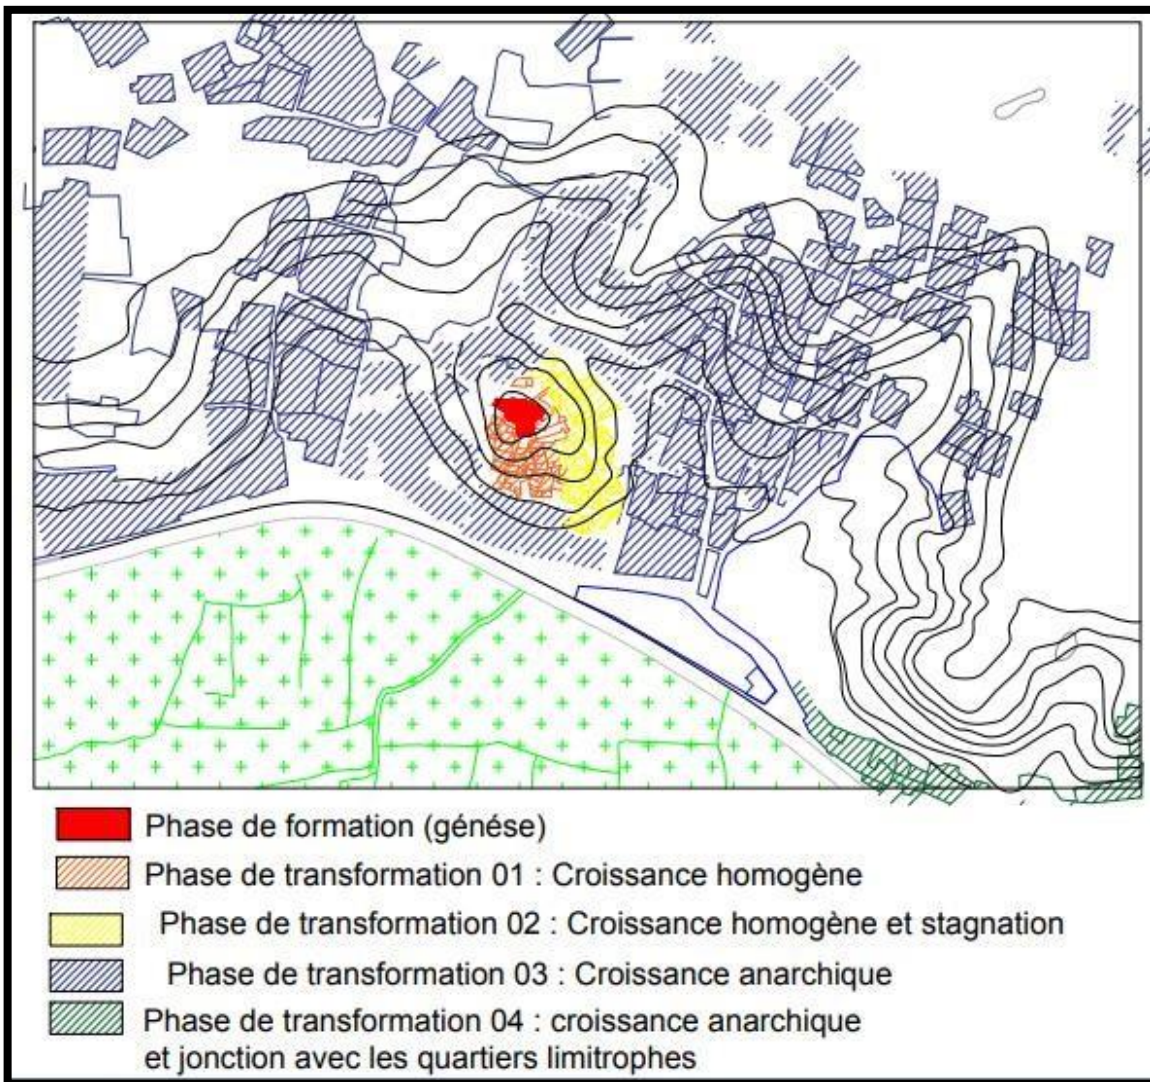 Phase de formation (génése)
Phase de transformation 01 : Croissance homogène
Phase de transformation 02 : Croissance homogène et stagnation
Phase de transformation 03 : Croissance anarchique
Phase de transformation 04 : croissance anarchique
et jonction avec les quartiers limitrophes